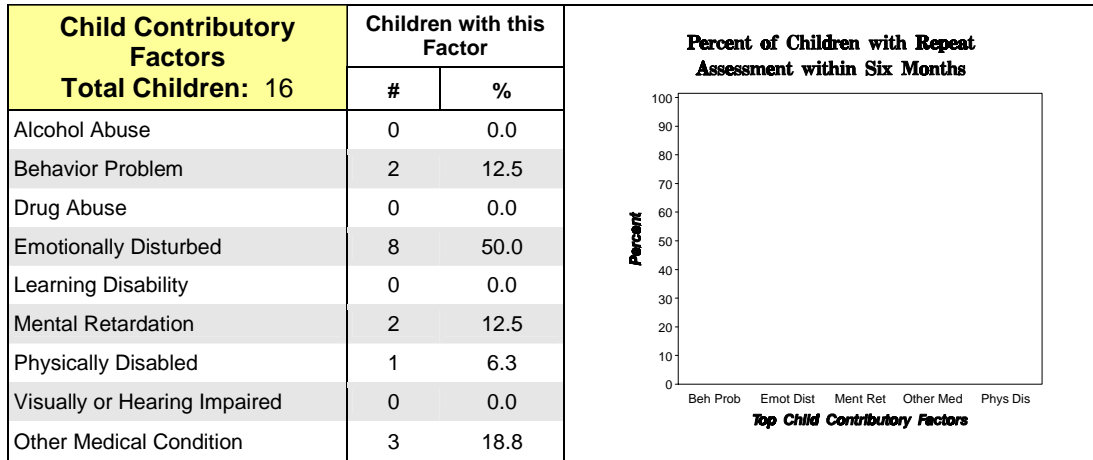 Child Contributory
Factors
Total Children: 16
Children with this
Factor
# %
Alcohol Abuse 0 0.0
Behavior Problem 2 12.5
Drug Abuse 0 0.0
Emotionally Disturbed 8 50.0
Learning Disability 0 0.0
Mental Retardation 2 12.5
Physically Disabled 1 6.3
Visually or Hearing Impaired 0 0.0
Other Medical Condition 3 18.8
Percent of Children with Repeat
Assessment within Six Months
Percent
100
90
80
70
60
50
40
30
20
10
0
Beh Prob Emot Dist Ment Ret Other Med Phys Dis
Top Child Contributory Factors